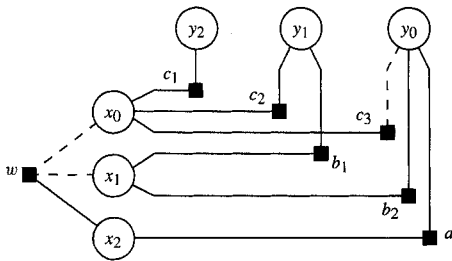 y₂ y₁ y₀
c₁
x₀ c₂
c₃
w x₁ b₁
b₂
x₂ a